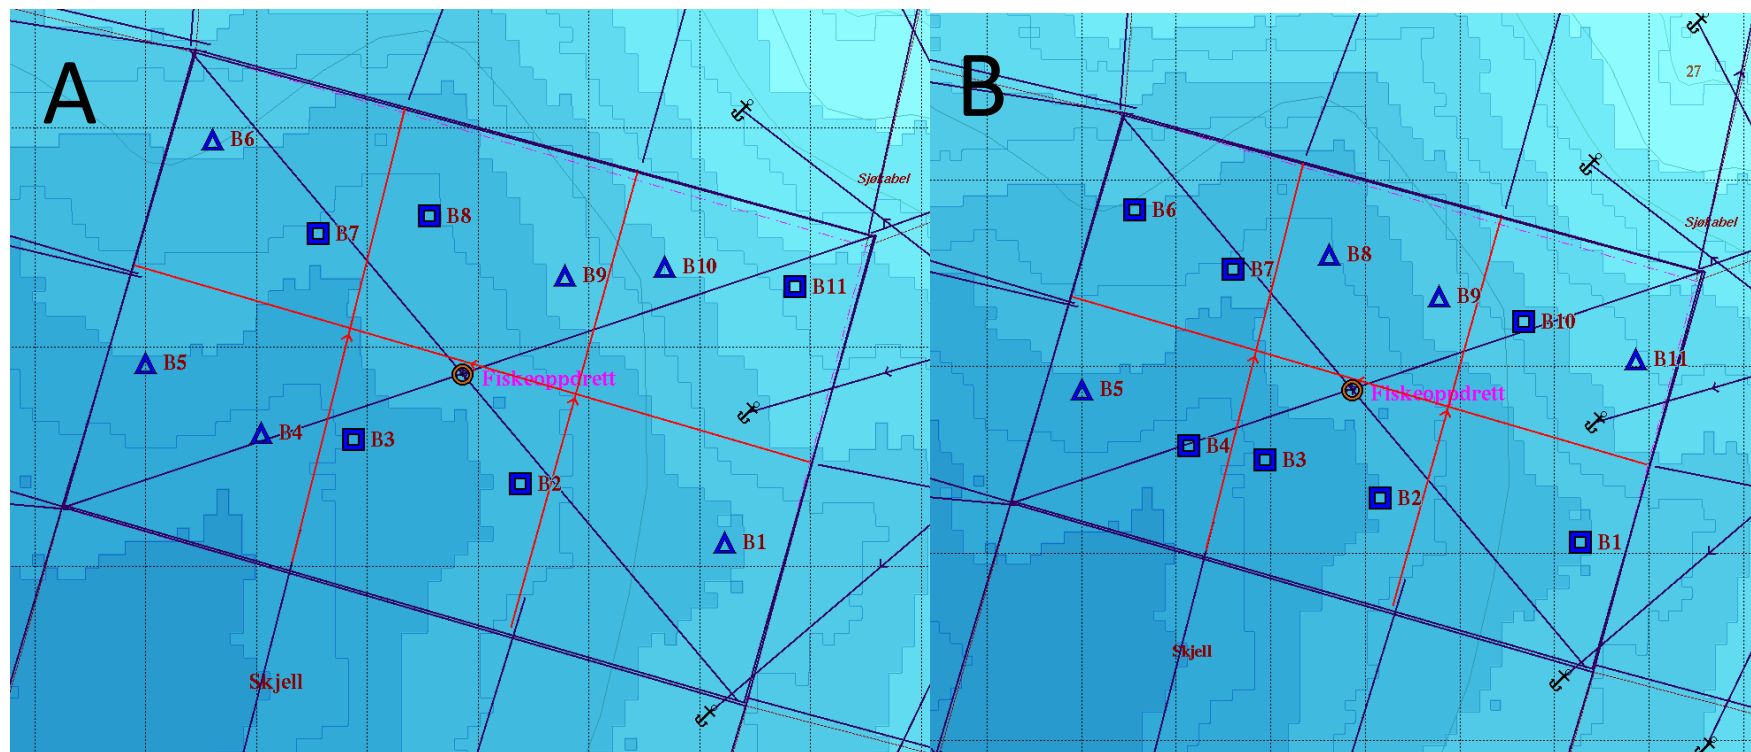 A
B6
B8
B7
Sjøkabel
B9
B10
B11
B5
Fiskeoppdrett
B4
B3
B2
B1
Skjell
B
27
B6
Sjøkabel
B8
B7
B9
B10
B11
B5
Fiskeoppdrett
B4
B3
B2
B1
Skjell